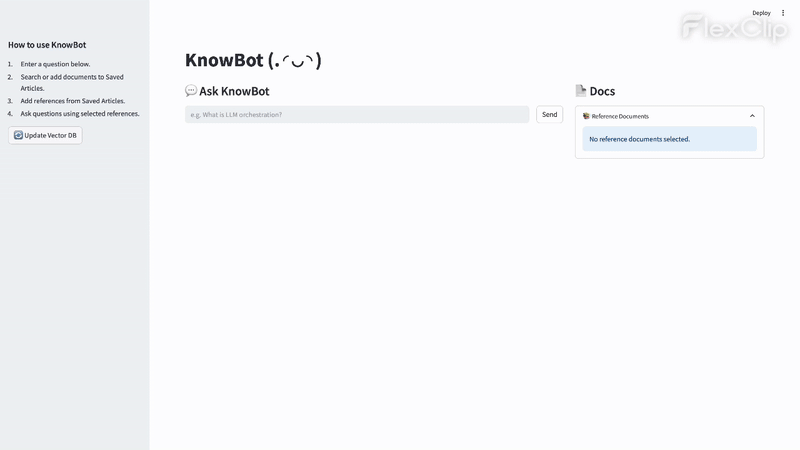 Deploy
FlexClip
How to use KnowBot
1. Enter a question below.
2. Search or add documents to Saved
Articles.
3. Add references from Saved Articles.
4. Ask questions using selected references.
Update Vector DB
KnowBot (.◜◡◝)
Ask KnowBot
e.g. What is LLM orchestration?
Send
Docs
Reference Documents
No reference documents selected.